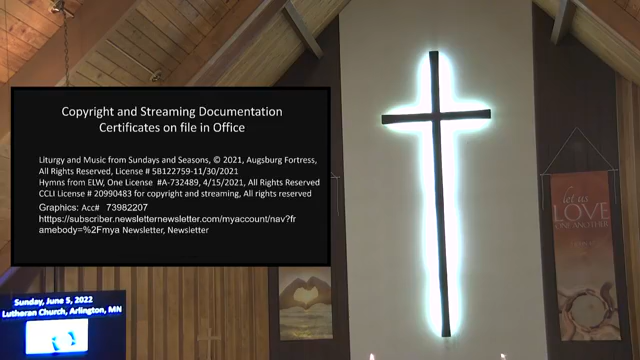 Copyright and Streaming Documentation
Certificates on file in Office
Liturgy and Music from Sundays and Seasons, © 2021, Augsburg Fortress,
All Rights Reserved, License # SB122759-11/30/2021
Hymns from ELW, One License #A-732489, 4/15/2021, All Rights Reserved
CCLI License # 20990483 for copyright and streaming, All rights reserved
Graphics: Acc# 73982207
htttps://subscriber.newsletternewsletter.com/myaccount/nav?fr
amebody=%2Fmya Newsletter, Newsletter
let us
LOVE
ONE ANOTHER
Sunday, June 5, 2022
Lutheran Church, Arlington, MN